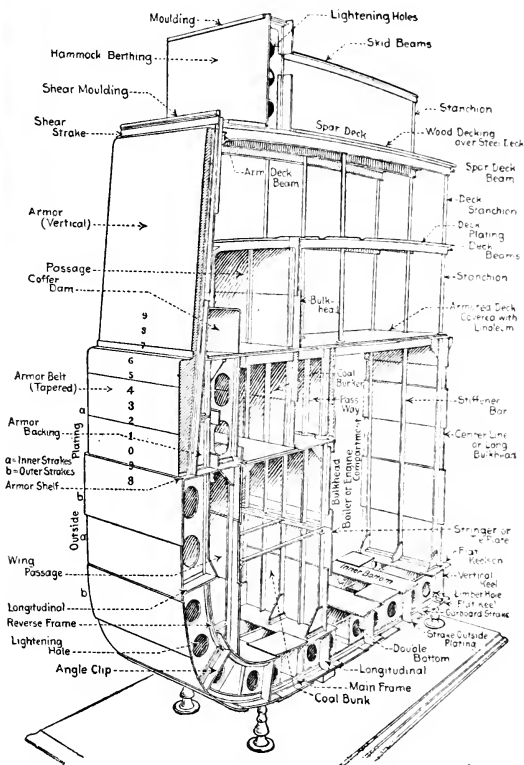 Moulding
Lightening Holes
Hammock Berthing
Skid Beams
Shear Moulding
Stanchion
Shear
Strake
Spar Deck
Wood Decking
over Steel Deck
Spar Deck
Beam
Arm Deck
Beam
Armor
(Vertical)
Deck
Stanchion
Deck
Plating
Deck
Beams
Passage
Coffer
Dam
Stanchion
Bulk-
head
Armored Deck
Covered with
Linoleum
9
8
7
6
5
4
3
2
1
0
9
8
Armor Belt
(Tapered)
Coal
Bunker
Pass
Way
Stiffener
Bar
a
Armor
Backing
Center Line
or Long
Bulkhead
a=Inner Strakes
b=Outer Strakes
Armor Shelf
Outside Plating
Bulkhead
Boiler or Engine
Compartment
b
a
b
Stringer or
Plate
Wing
Passage
Flat
Keelson
Inner Bottom
Vertical
Keel
Limber Hole
Flat Keel
Garboard Strake
Longitudinal
Reverse Frame
Strake Outside
Plating
Lightening
Hole
Double
Bottom
Longitudinal
Angle Clip
Main Frame
Coal Bunk